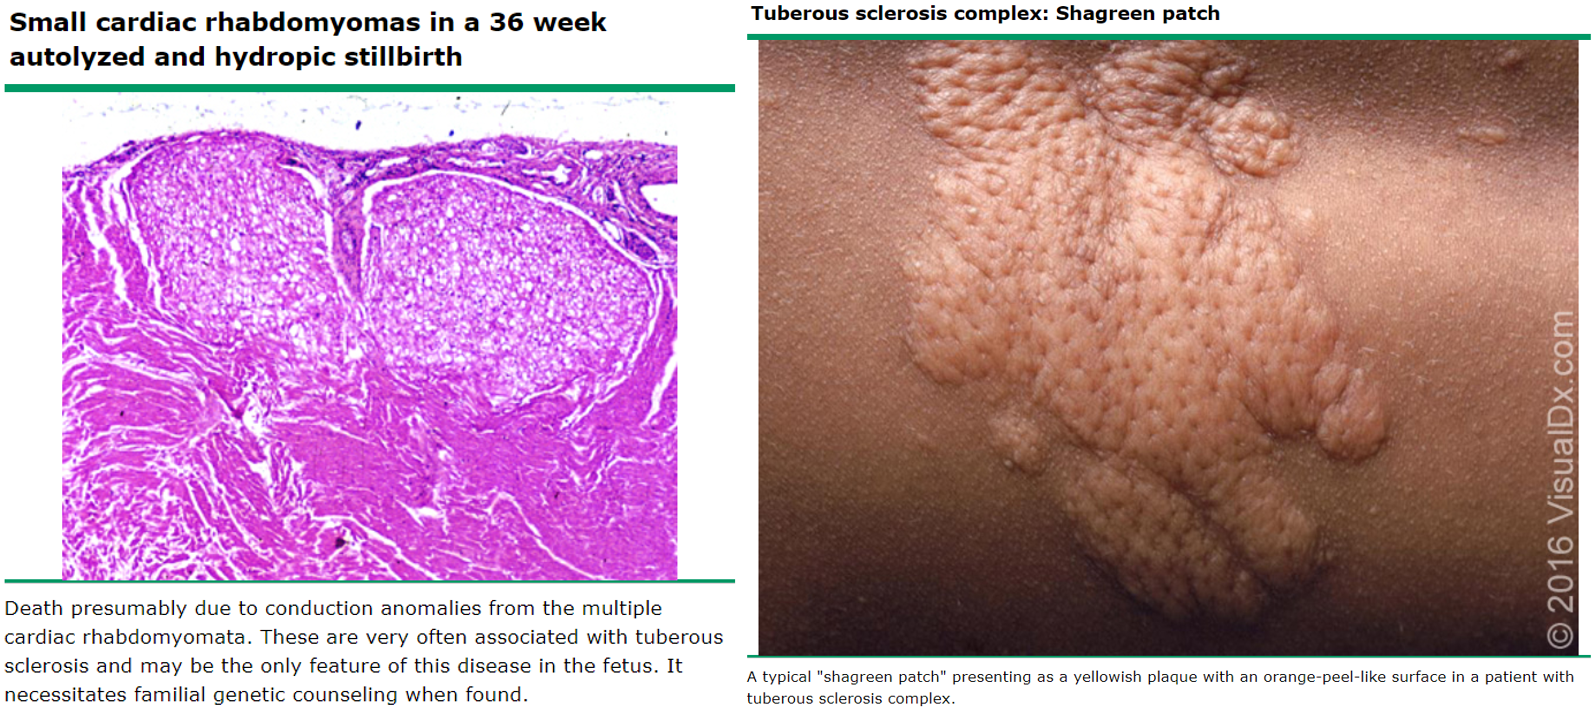 Small cardiac rhabdomyomas in a 36 week
autolyzed and hydropic stillbirth
Death presumably due to conduction anomalies from the multiple
cardiac rhabdomyomata. These are very often associated with tuberous
sclerosis and may be the only feature of this disease in the fetus. It
necessitates familial genetic counseling when found.
Tuberous sclerosis complex: Shagreen patch
© 2016 VisualDx.com
A typical "shagreen patch" presenting as a yellowish plaque with an orange-peel-like surface in a patient with
tuberous sclerosis complex.